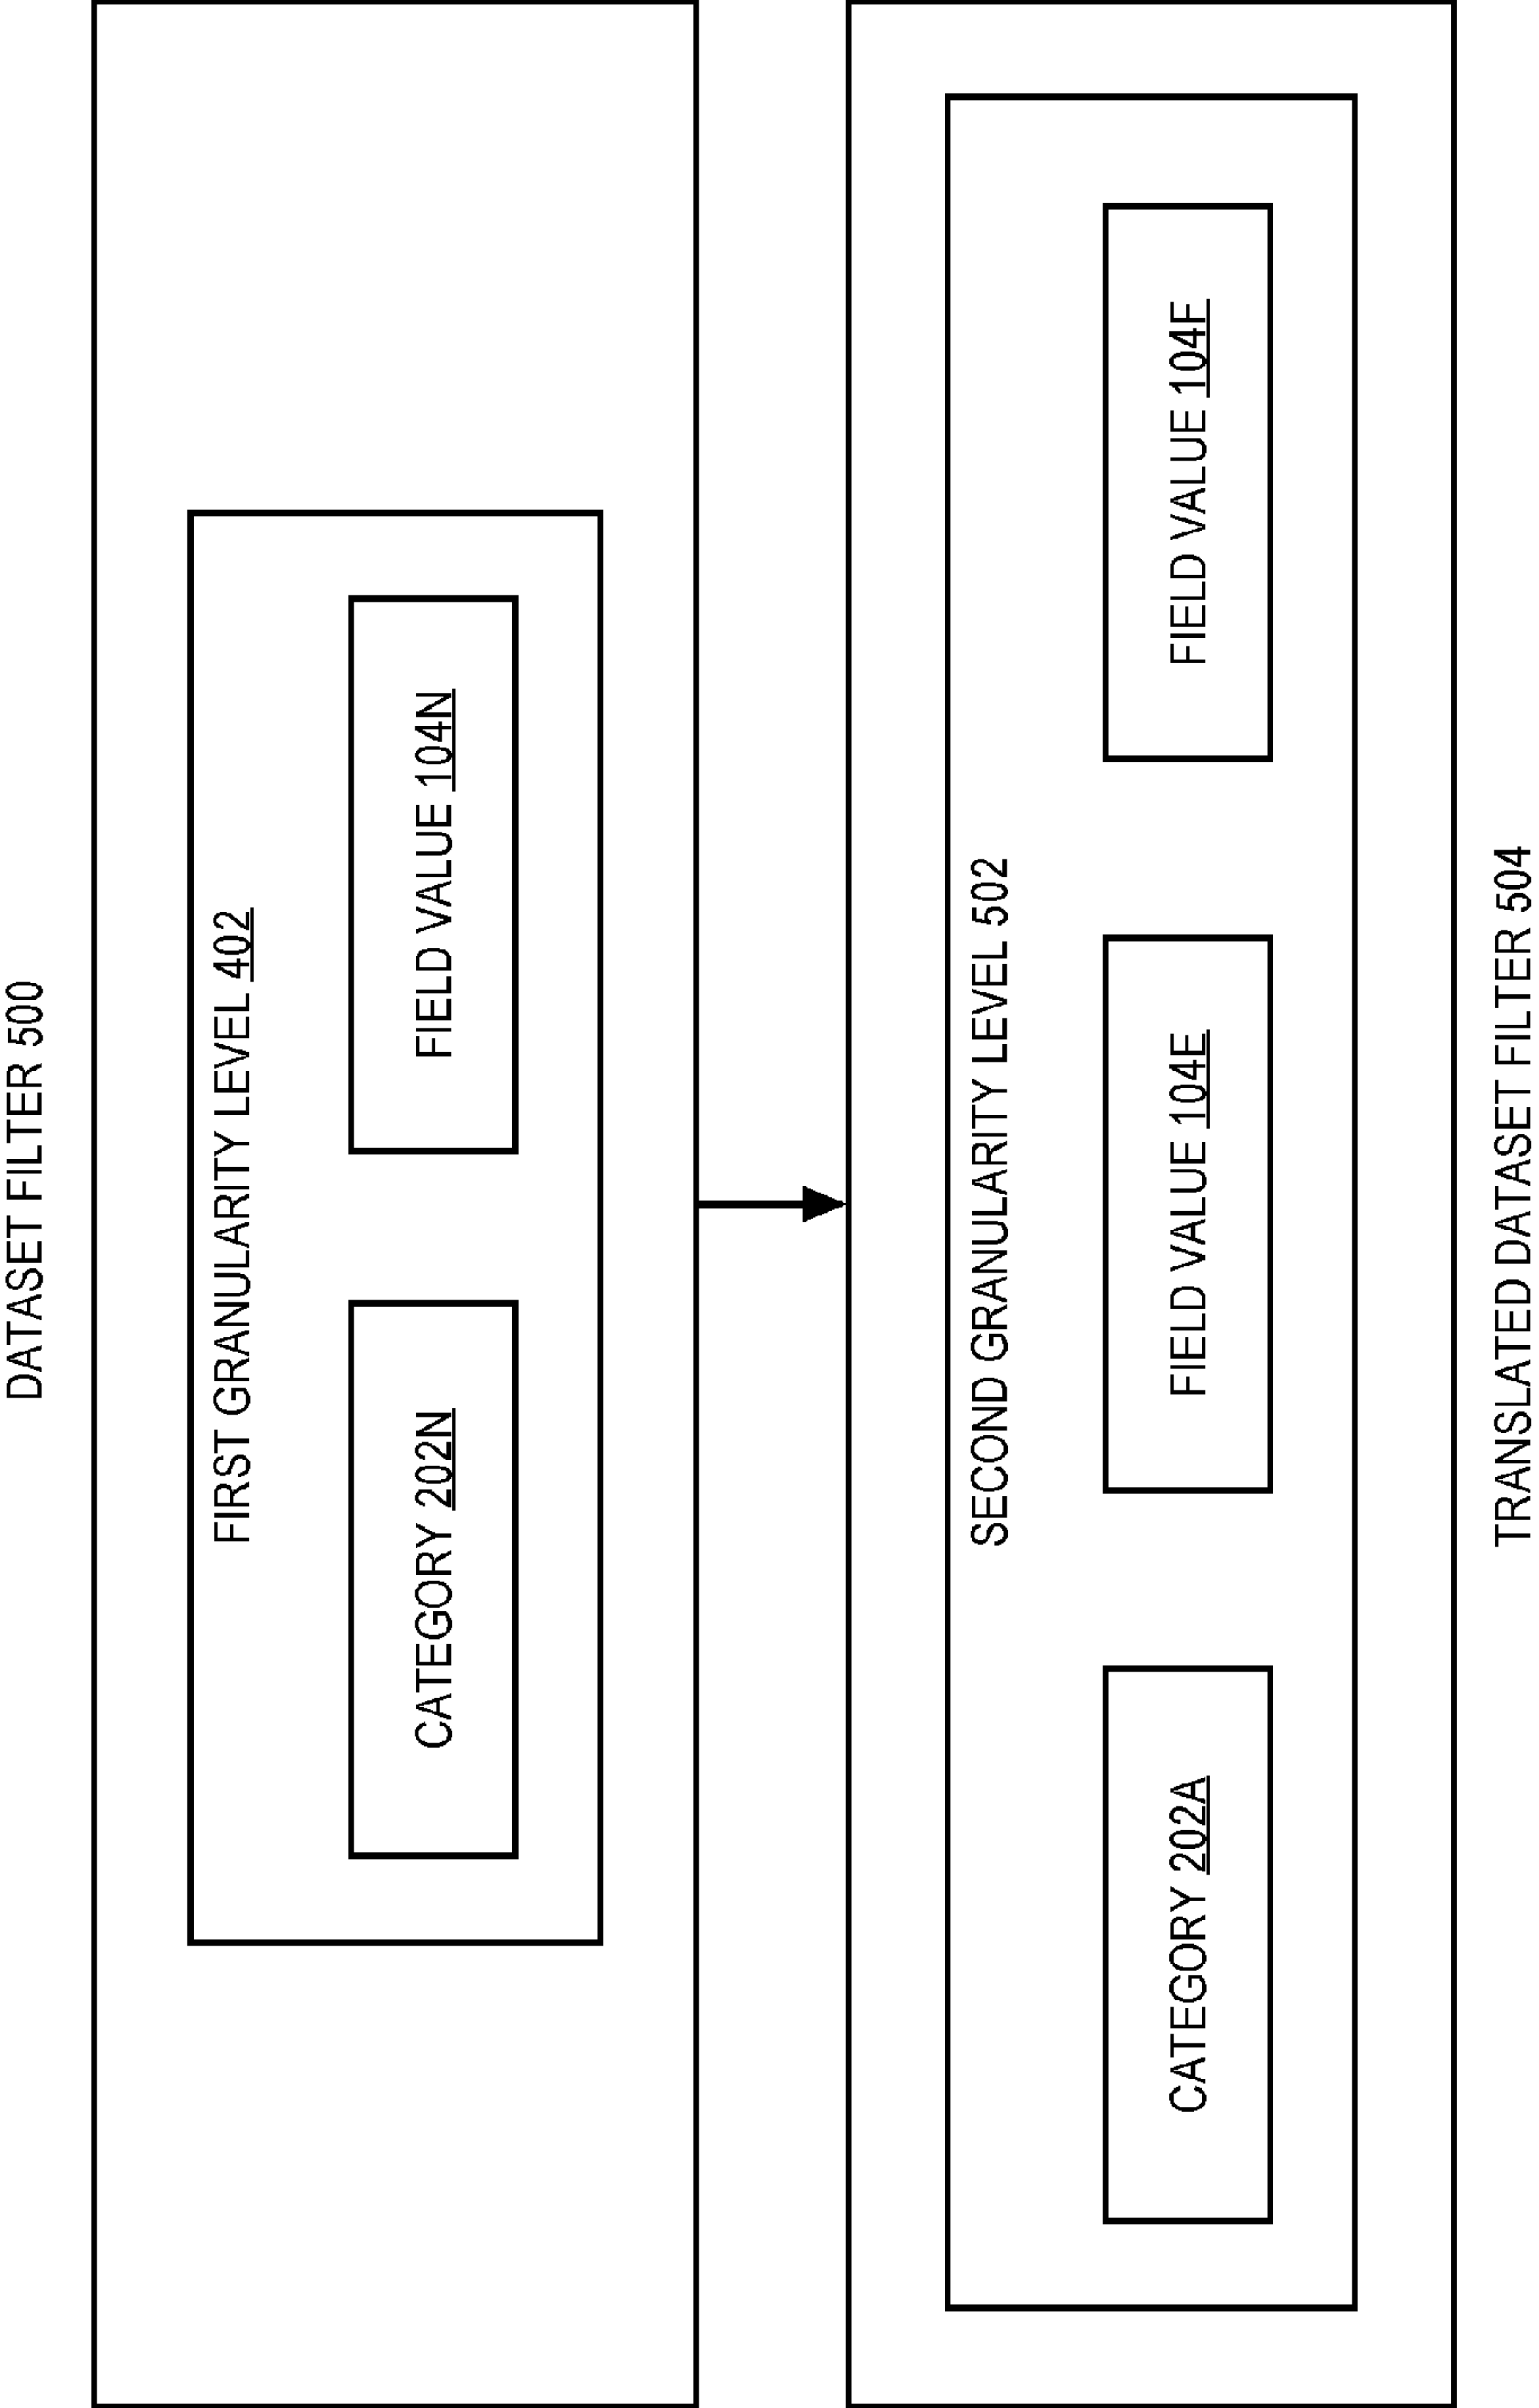 DATASET FILTER 500
FIRST GRANULARITY LEVEL 402
CATEGORY 202N
FIELD VALUE 104N
SECOND GRANULARITY LEVEL 502
CATEGORY 202A
FIELD VALUE 104E
FIELD VALUE 104F
TRANSLATED DATASET FILTER 504